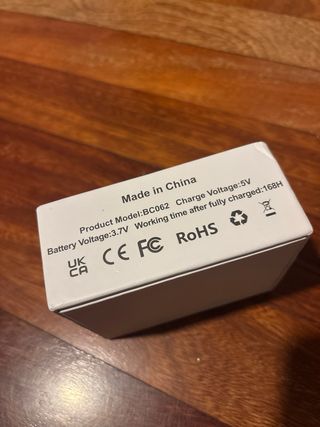 Made in China
Product Model:BC062 Charge Voltage:5V
Battery Voltage:3.7V Working time after fully charged:168H
UK CA CE FC RoHS